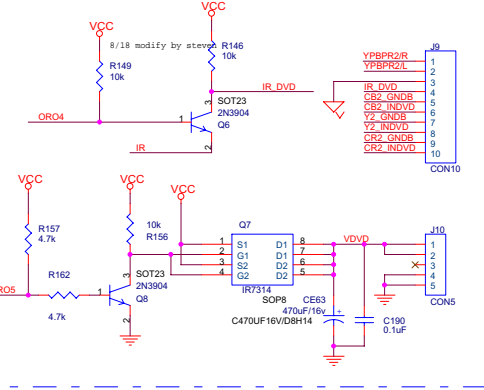 VCC
VCC
8/18 modify by steven
R146
10k
R149
10k
3
IR_DVD
SOT23
2N3904
Q6
ORO4
1
IR
2
J9
YPBPR2/R
1
YPBPR2/L
2
3
IR_DVD
4
CB2_GNDB
5
CB2_INDVD
6
Y2_GNDB
7
Y2_INDVD
8
CR2_GNDB
9
CR2_INDVD
10
CON10
VCC
VCC
VCC
R157
4.7k
10k
R156
Q7
1 S1 D1 8
2 G1 D1 7
3 S2 D2 6
4 G2 D2 5
IR7314
SOP8
VDVD
J10
1
2
3
4
5
CON5
RO5
R162
4.7k
3
SOT23
2N3904
1
Q8
2
CE63
470uF/16v
+
C470UF16V/D8H14
C190
0.1uF